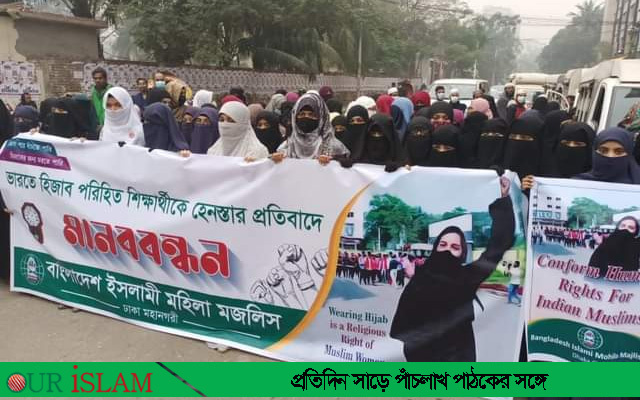 ভারতে হিজাব পরিহিত শিক্ষার্থীকে হেনস্তার প্রতিবাদে
মানববন্ধন
বাংলাদেশ ইসলামী মহিলা মজলিস
ঢাকা মহানগরী
Wearing Hijab
is a Religious
Right of
Muslim Women
Conform Human
Rights For
Indian Muslims
Bangladesh Islami Mohila Majlis
Dhaka
OUR ISLAM
প্রতিদিন সাড়ে পাঁচলাখ পাঠকের সঙ্গে